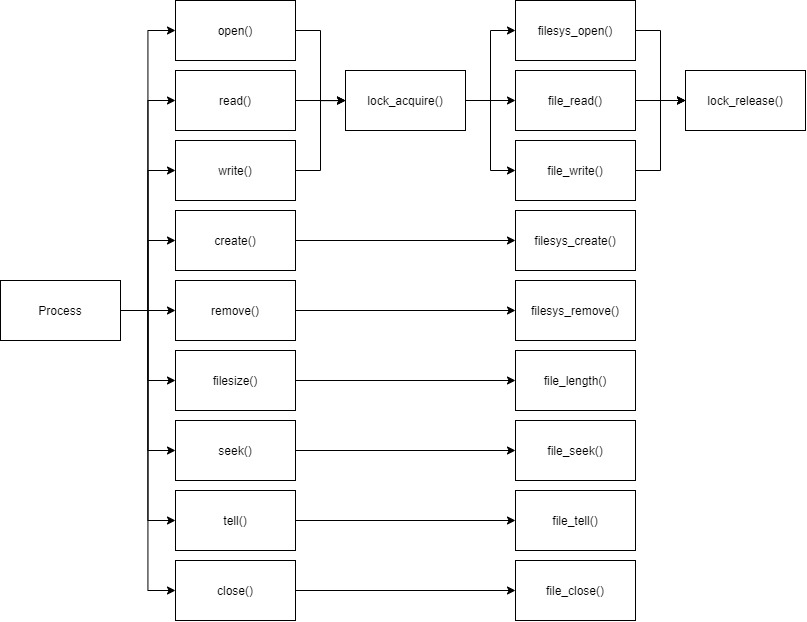 open()
filesys_open()
read()
lock_acquire()
file_read()
lock_release()
write()
file_write()
create()
filesys_create()
Process
remove()
filesys_remove()
filesize()
file_length()
seek()
file_seek()
tell()
file_tell()
close()
file_close()